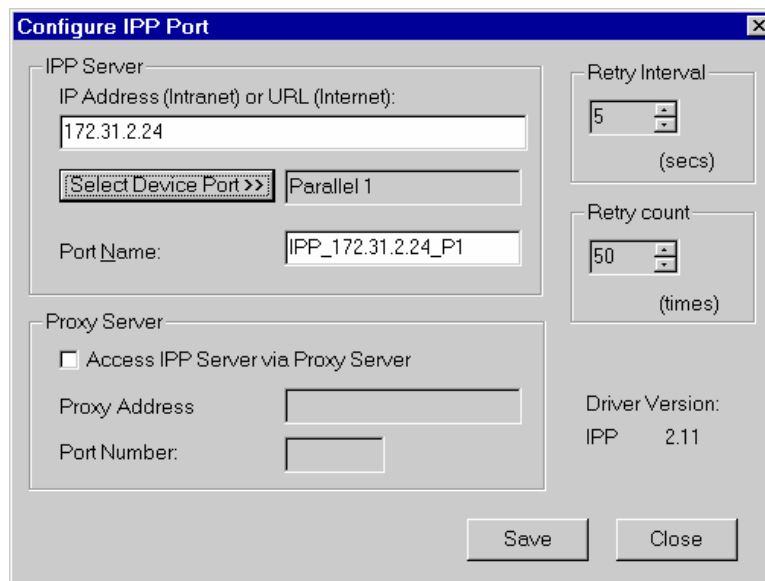 Configure IPP Port
IPP Server
IP Address (Intranet) or URL (Internet):
172.31.2.24
Select Device Port >>
Parallel 1
Port Name:
IPP_172.31.2.24_P1
Retry Interval
5
(secs)
Retry count
50
(times)
Proxy Server
Access IPP Server via Proxy Server
Proxy Address
Port Number:
Driver Version:
IPP 2.11
Save
Close